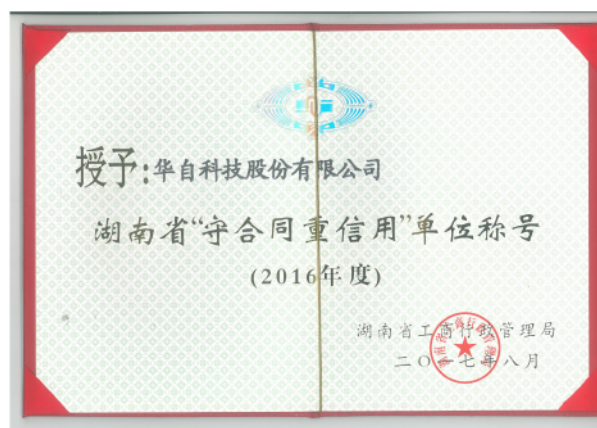 授予:华自科技股份有限公司
湖南省“守合同重信用”单位称号
(2016年度)
湖南省工商行政管理局
二〇一七年八月